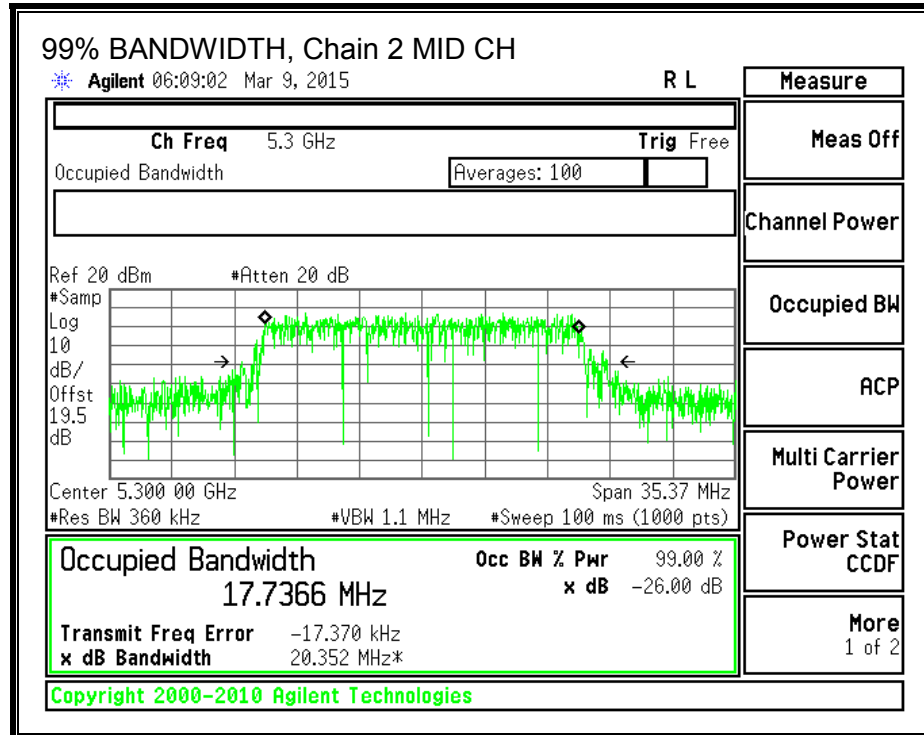 99% BANDWIDTH, Chain 2 MID CH
Agilent 06:09:02 Mar 9, 2015 R L
Measure
Ch Freq 5.3 GHz Trig Free
Meas Off
Occupied Bandwidth Averages: 100
Channel Power
Ref 20 dBm #Atten 20 dB
#Samp
Log
10
dB/
Offst
19.5
dB
Occupied BW
ACP
Multi Carrier
Power
Center 5.300 00 GHz Span 35.37 MHz
#Res BW 360 kHz #VBW 1.1 MHz #Sweep 100 ms (1000 pts)
Occupied Bandwidth Occ BW % Pwr 99.00 %
17.7366 MHz x dB -26.00 dB
Power Stat
CCDF
Transmit Freq Error -17.370 kHz
x dB Bandwidth 20.352 MHz*
More
1 of 2
Copyright 2000-2010 Agilent Technologies